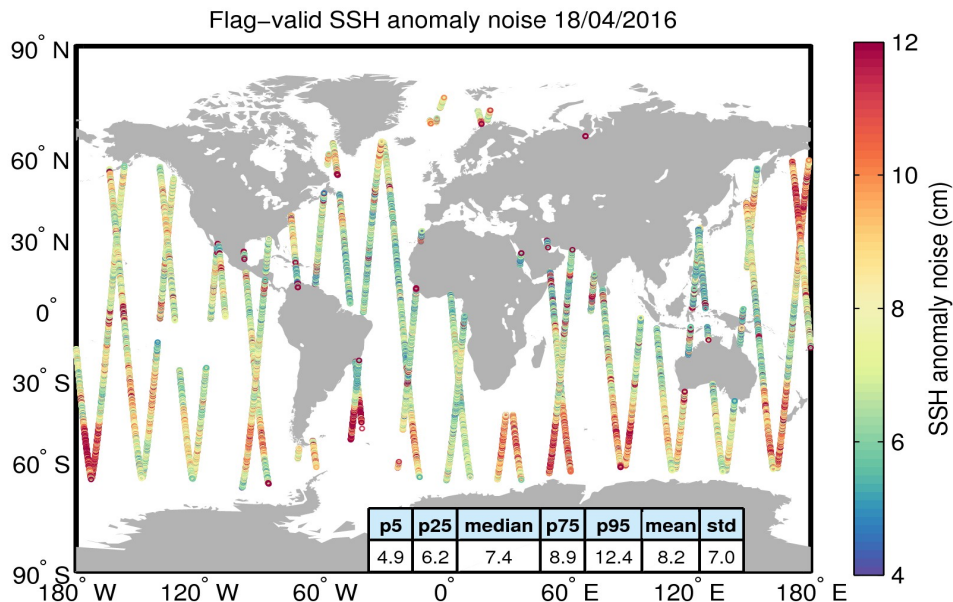 Flag−valid SSH anomaly noise 18/04/2016
90° N
60° N
30° N
0°
30° S
60° S
90° S
180° W
120° W
60° W
0°
60° E
120° E
180° E
p5 p25 median p75 p95 mean std
4.9 6.2 7.4 8.9 12.4 8.2 7.0
12
10
8
6
4
SSH anomaly noise (cm)